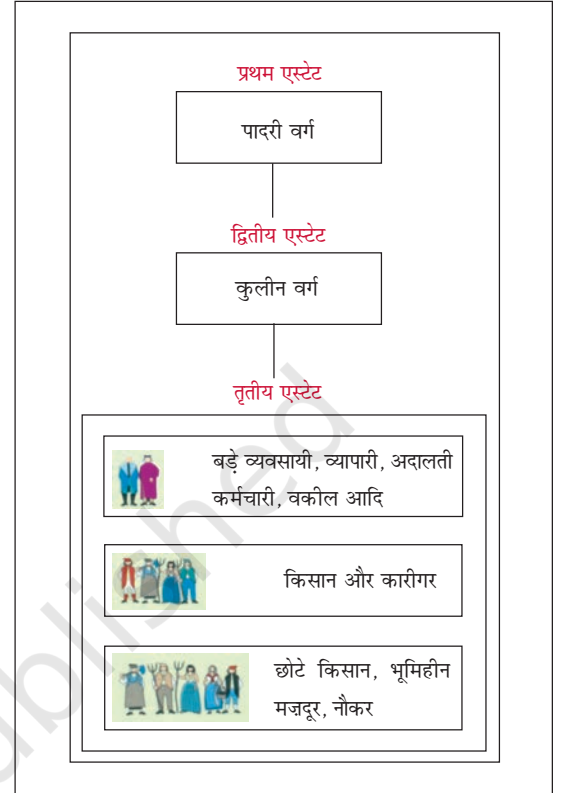 प्रथम एस्टेट
पादरी वर्ग
द्वितीय एस्टेट
कुलीन वर्ग
तृतीय एस्टेट
बड़े व्यवसायी, व्यापारी, अदालती
कर्मचारी, वकील आदि
किसान और कारीगर
छोटे किसान, भूमिहीन
मज़दूर, नौकर